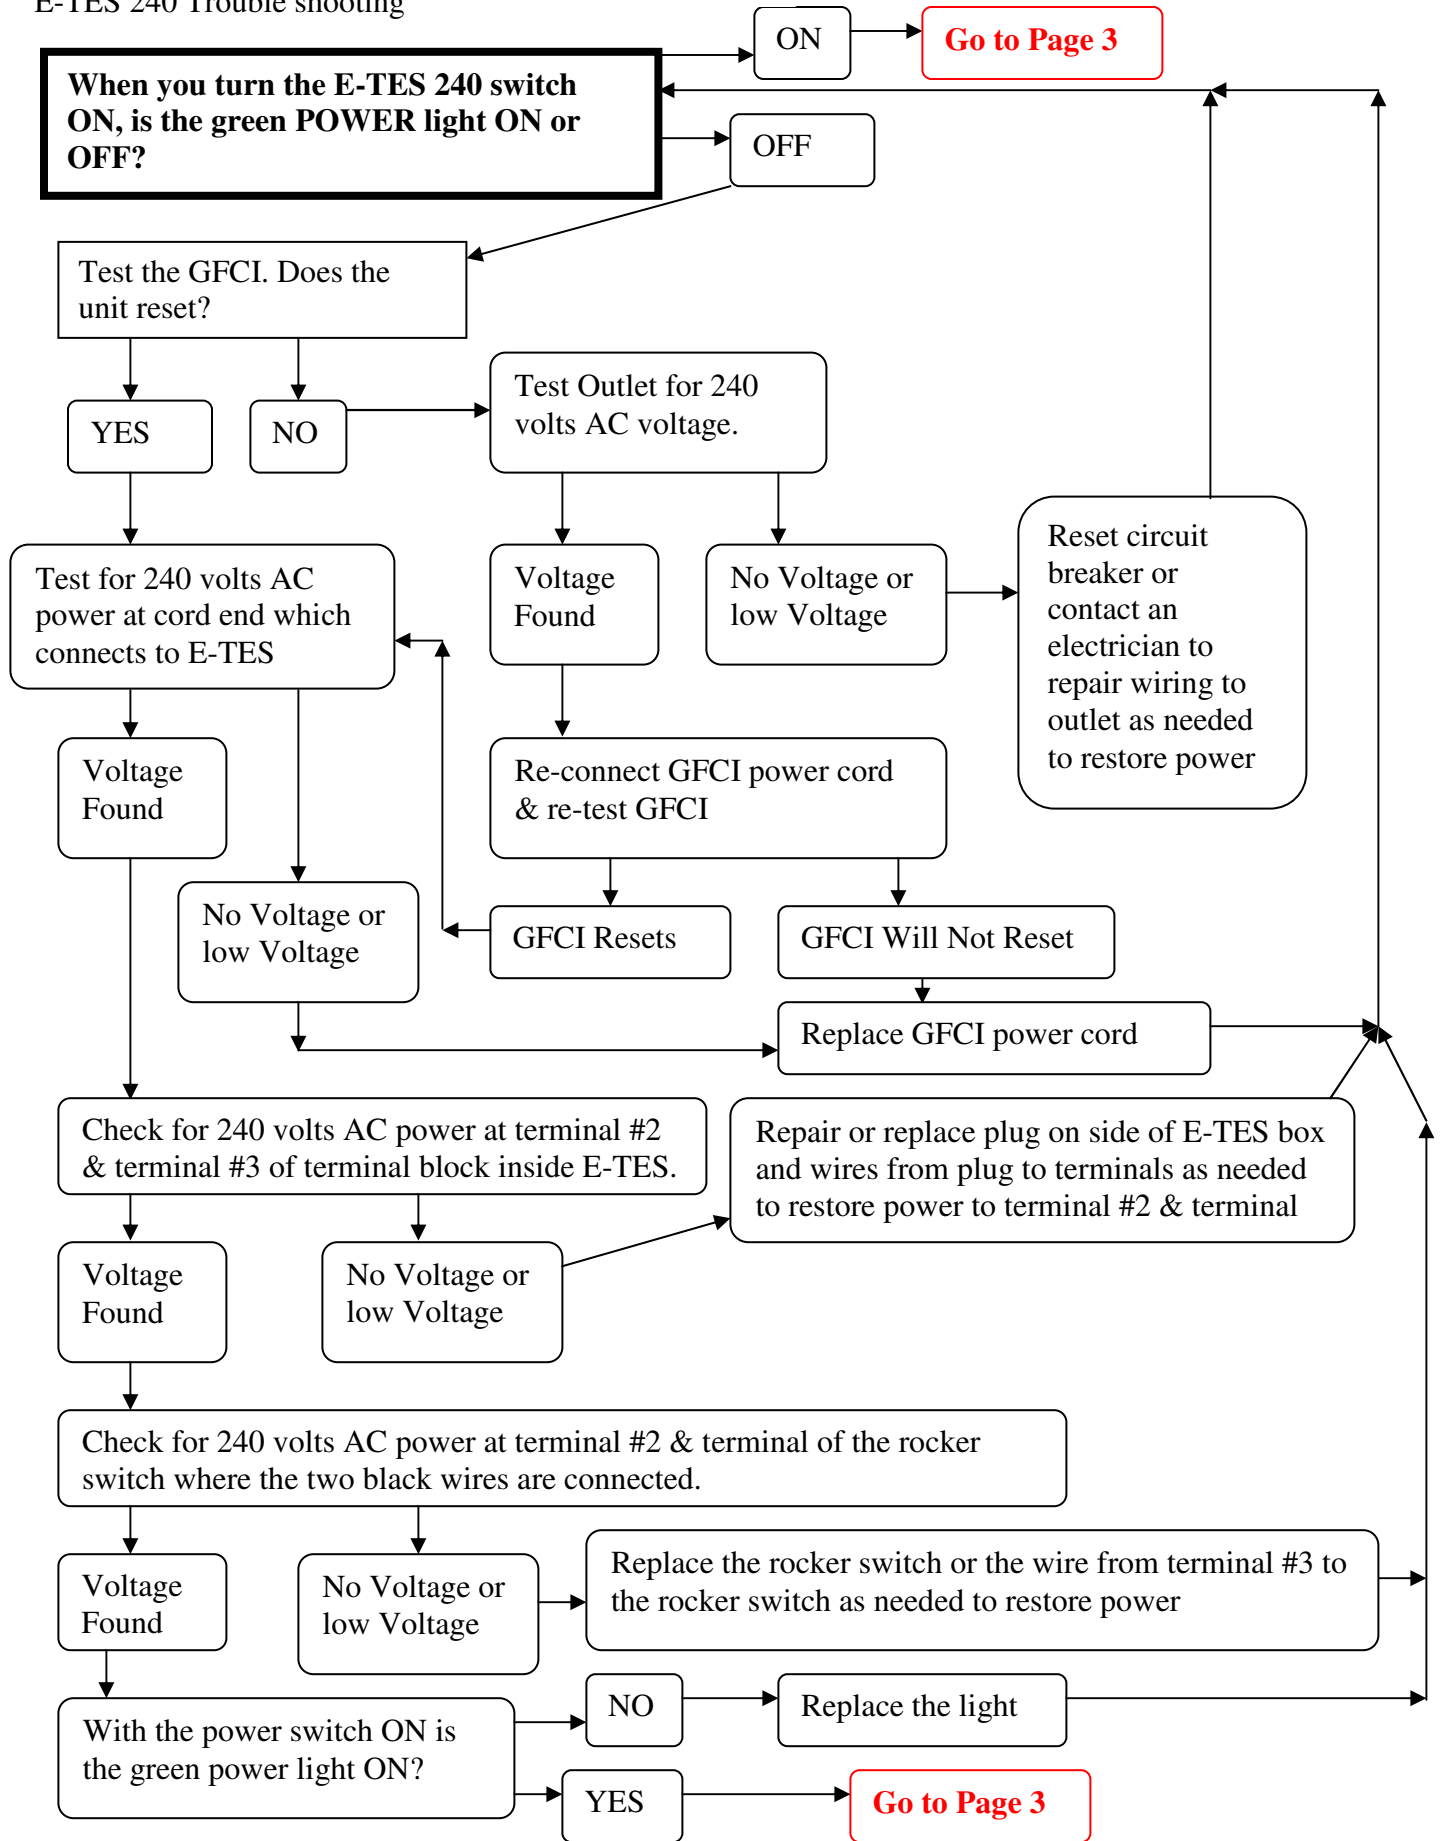 E-TES 240 Trouble shooting
ON
Go to Page 3
When you turn the E-TES 240 switch
ON, is the green POWER light ON or
OFF?
OFF
Test the GFCI. Does the
unit reset?
YES
NO
Test Outlet for 240
volts AC voltage.
Test for 240 volts AC
power at cord end which
connects to E-TES
Voltage
Found
No Voltage or
low Voltage
Reset circuit
breaker or
contact an
electrician to
repair wiring to
outlet as needed
to restore power
Voltage
Found
Re-connect GFCI power cord
& re-test GFCI
No Voltage or
low Voltage
GFCI Resets
GFCI Will Not Reset
Replace GFCI power cord
Check for 240 volts AC power at terminal #2
& terminal #3 of terminal block inside E-TES.
Repair or replace plug on side of E-TES box
and wires from plug to terminals as needed
to restore power to terminal #2 & terminal
Voltage
Found
No Voltage or
low Voltage
Check for 240 volts AC power at terminal #2 & terminal of the rocker
switch where the two black wires are connected.
Voltage
Found
No Voltage or
low Voltage
Replace the rocker switch or the wire from terminal #3 to
the rocker switch as needed to restore power
With the power switch ON is
the green power light ON?
NO
Replace the light
YES
Go to Page 3